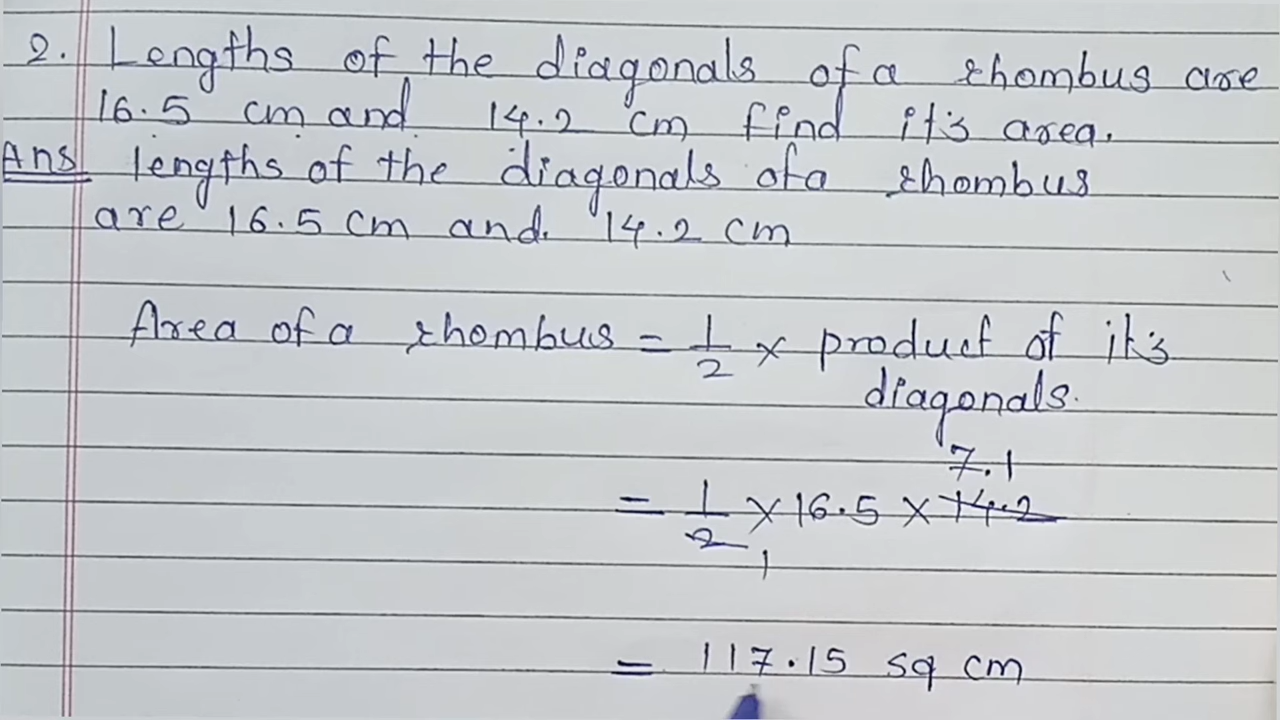 2. Lengths of the diagonals of a rhombus are
16.5 cm and 14.2 cm find it's area.
Ans lengths of the diagonals of a rhombus
are 16.5 cm and. 14.2 cm
Area of a rhombus = 1/2 × product of it's
diagonals.
7.1
= 1/2 × 16.5 × 14.2
1
= 117.15 sq cm